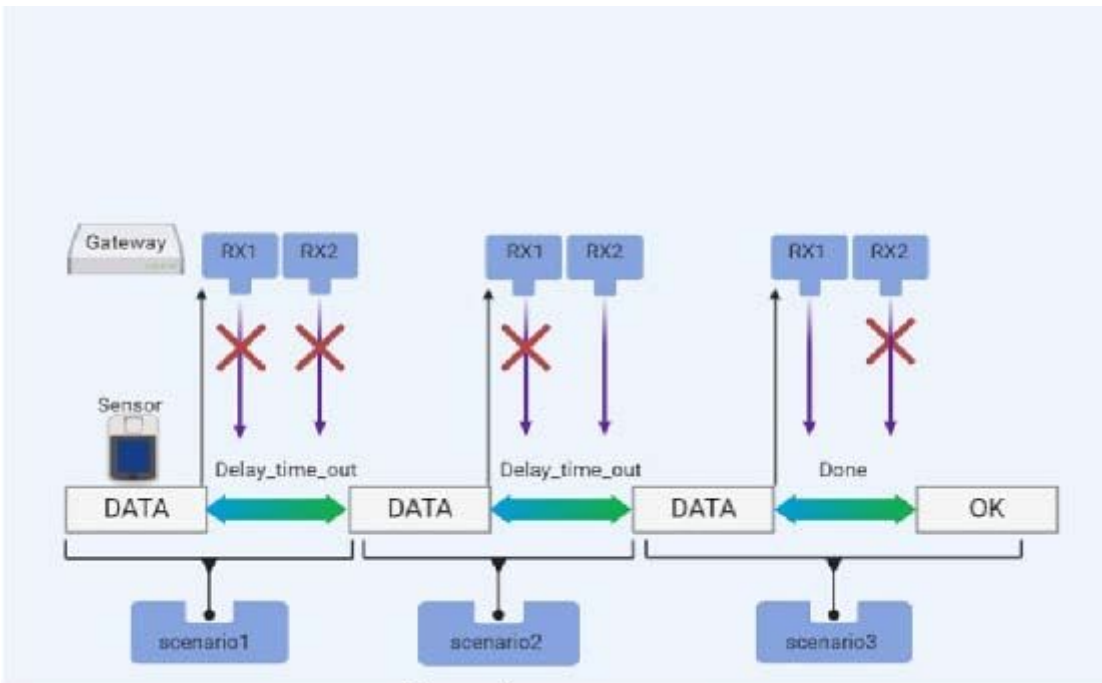 Gateway
RX1
RX2
RX1
RX2
RX1
RX2
Sensor
Delay_time_out
Delay_time_out
Done
DATA
DATA
DATA
OK
scenario1
scenario2
scenario3